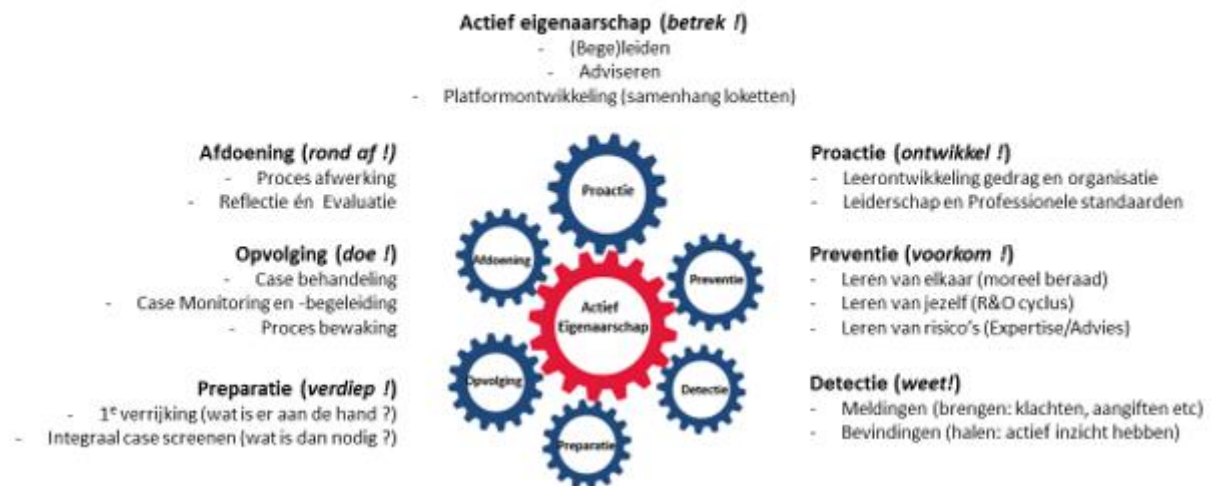 Actief eigenaarschap (betrek !)
- (Bege)leiden
- Adviseren
- Platformontwikkeling (samenhang loketten)
Afdoening (rond af !)
- Proces afwerking
- Reflectie én Evaluatie
Opvolging (doe !)
- Case behandeling
- Case Monitoring en -begeleiding
- Proces bewaking
Preparatie (verdiep !)
- 1e verrijking (wat is er aan de hand ?)
- Integraal case screenen (wat is dan nodig ?)
Proactie
Afdoening
Preventie
Actief
Eigenaarschap
Opvolging
Detectie
Preparatie
Proactie (ontwikkel !)
- Leerontwikkeling gedrag en organisatie
- Leiderschap en Professionele standaarden
Preventie (voorkom !)
- Leren van elkaar (moreel beraad)
- Leren van jezelf (R&O cyclus)
- Leren van risico's (Expertise/Advies)
Detectie (weet!)
- Meldingen (brengen: klachten, aangiften etc)
- Bevindingen (halen: actief inzicht hebben)